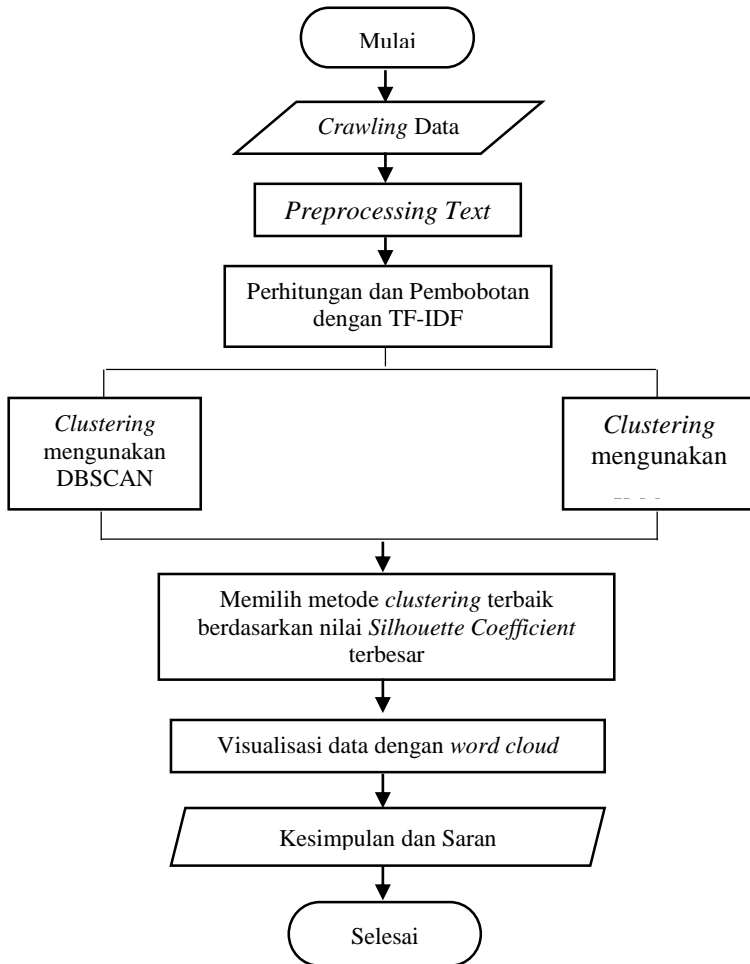 Mulai
Crawling Data
Preprocessing Text
Perhitungan dan Pembobotan
dengan TF-IDF
Clustering
mengunakan
DBSCAN
Clustering
mengunakan
Memilih metode clustering terbaik
berdasarkan nilai Silhouette Coefficient
terbesar
Visualisasi data dengan word cloud
Kesimpulan dan Saran
Selesai